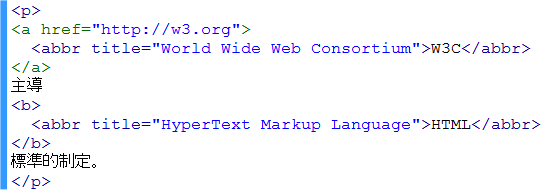 <p>
<a href="http://w3.org">
<abbr title="World Wide Web Consortium">W3C</abbr>
</a>
主導
<b>
<abbr title="HyperText Markup Language">HTML</abbr>
</b>
標準的制定。
</p>